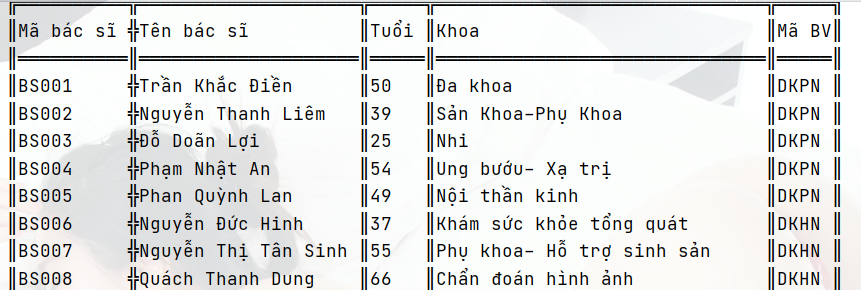 Mã bác sĩ Tên bác sĩ Tuổi Khoa Mã BV
BS001 Trần Khắc Điền 50 Đa khoa DKPN
BS002 Nguyễn Thanh Liêm 39 Sản Khoa-Phụ Khoa DKPN
BS003 Đỗ Doãn Lợi 25 Nhi DKPN
BS004 Phạm Nhật An 54 Ung bướu- Xạ trị DKPN
BS005 Phan Quỳnh Lan 49 Nội thần kinh DKPN
BS006 Nguyễn Đức Hinh 37 Khám sức khỏe tổng quát DKHN
BS007 Nguyễn Thị Tân Sinh 55 Phụ khoa- Hỗ trợ sinh sản DKHN
BS008 Quách Thanh Dung 66 Chẩn đoán hình ảnh DKHN